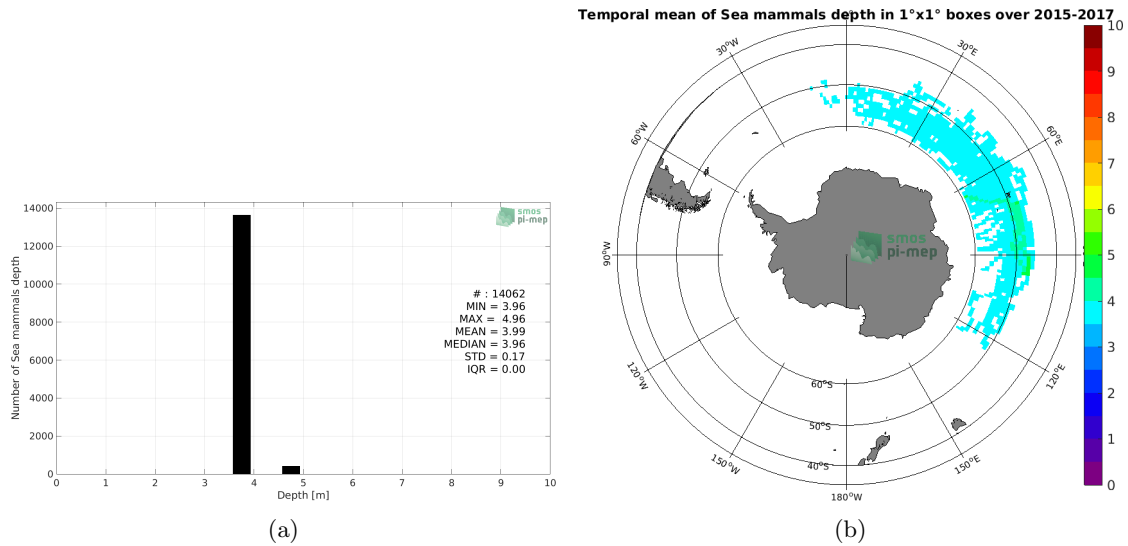 14000
12000
10000
8000
6000
4000
2000
0
Number of Sea mammals depth
smos
pi-mep
# : 14062
MIN = 3.96
MAX = 4.96
MEAN = 3.99
MEDIAN = 3.96
STD = 0.17
IQR = 0.00
0 1 2 3 4 5 6 7 8 9 10
Depth [m]
(a)
Temporal mean of Sea mammals depth in 1°x1° boxes over 2015-2017
30°W
30°E
60°W
60°E
90°W
120°W
120°E
150°W
150°E
180°W
60°S
50°S
40°S
smos
pi-mep
10
9
8
7
6
5
4
3
2
1
0
(b)